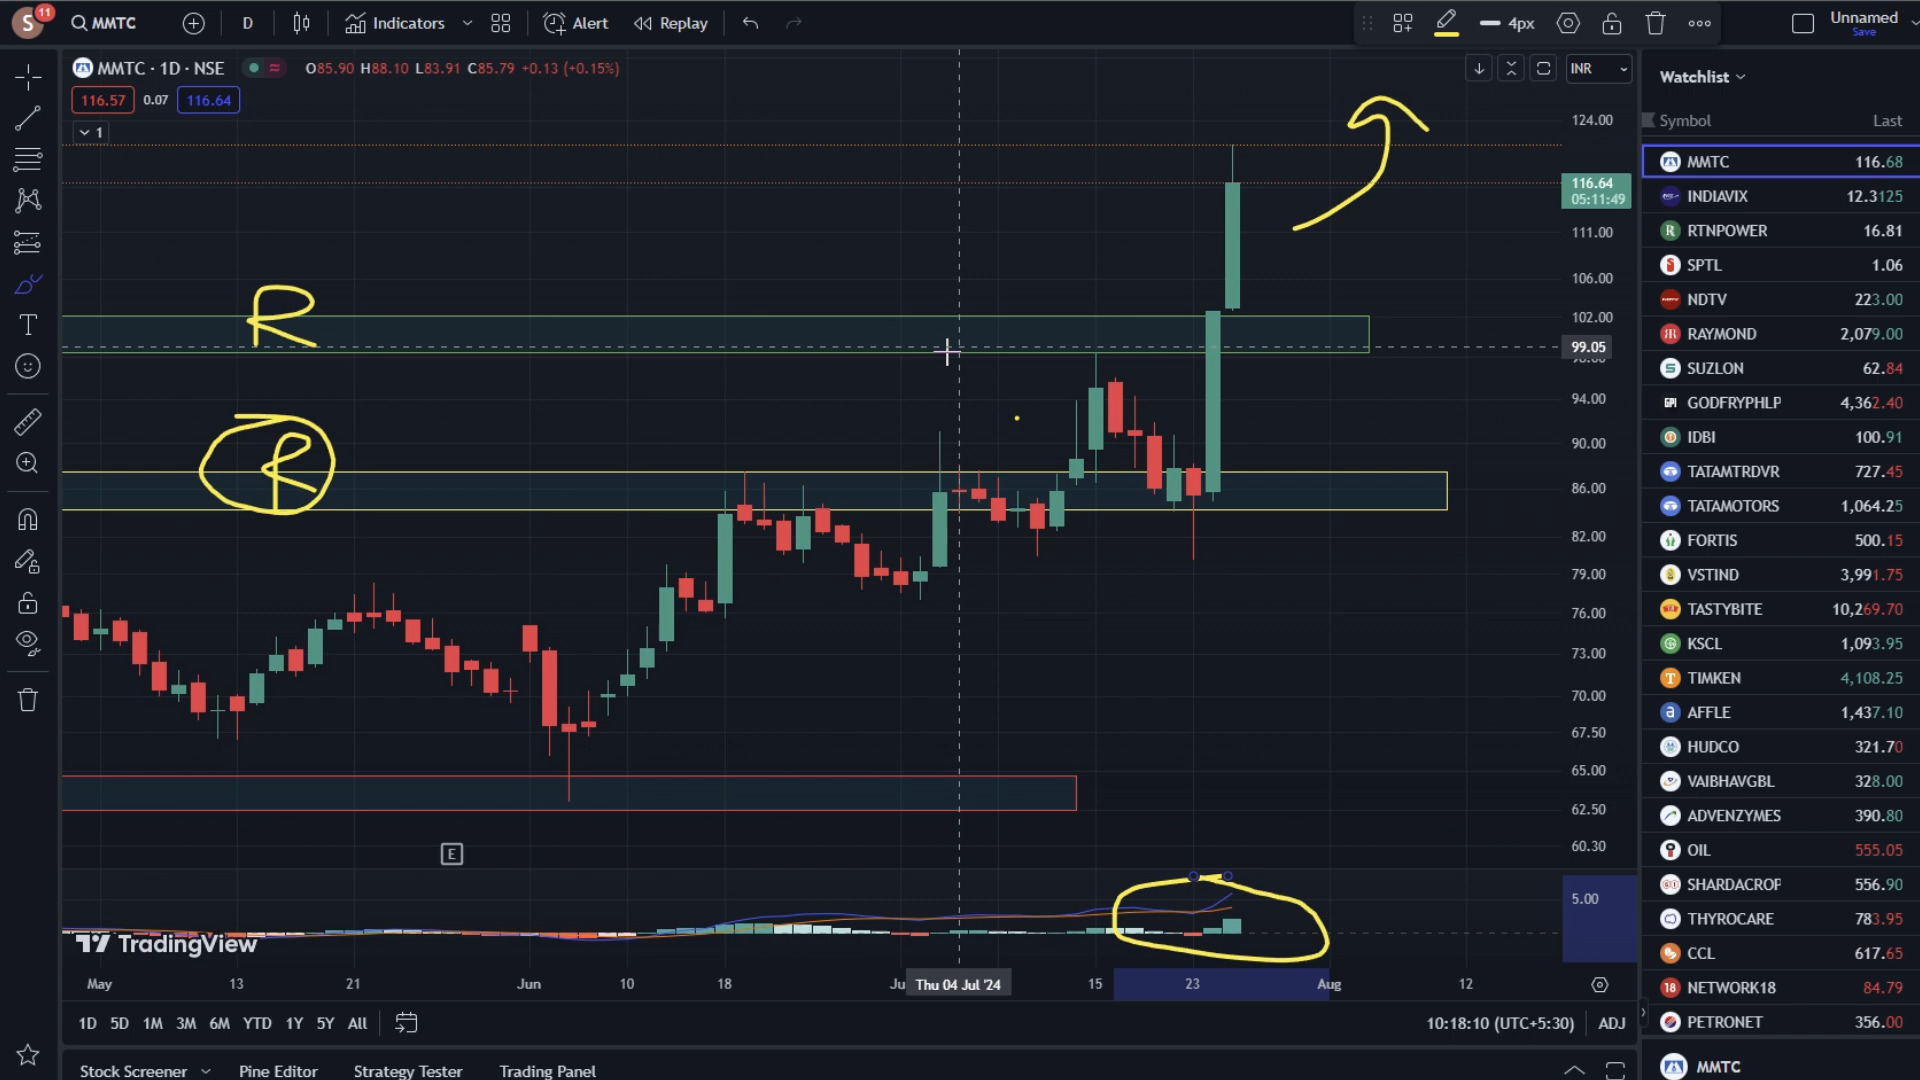 S 11 MMTC D Indicators Alert Replay 4px Unnamed
Save
MMTC · 1D · NSE O85.90 H88.10 L83.91 C85.79 +0.13 (+0.15%) INR
116.57 0.07 116.64
1
124.00
116.64
05:11:49
111.00
106.00
102.00
99.05
94.00
90.00
86.00
82.00
79.00
76.00
73.00
70.00
67.50
65.00
62.50
60.30
5.00
R
R
E
TradingView
May 13 21 Jun 10 18 Ju Thu 04 Jul '24 15 23 Aug 12
1D 5D 1M 3M 6M YTD 1Y 5Y All 10:18:10 (UTC+5:30) ADJ
Stock Screener Pine Editor Strategy Tester Trading Panel
Watchlist
Symbol Last
MMTC 116.68
INDIAVIX 12.3125
RTNPOWER 16.81
SPTL 1.06
NDTV 223.00
RAYMOND 2,079.00
SUZLON 62.84
GODFRYPHLP 4,362.40
IDBI 100.91
TATAMTRDVR 727.45
TATAMOTORS 1,064.25
FORTIS 500.15
VSTIND 3,991.75
TASTYBITE 10,269.70
KSCL 1,093.95
TIMKEN 4,108.25
AFFLE 1,437.10
HUDCO 321.70
VAIBHAVGBL 328.00
ADVENZYMES 390.80
OIL 555.05
SHARDACROP 556.90
THYROCARE 783.95
CCL 617.65
18 NETWORK18 84.79
PETRONET 356.00
MMTC